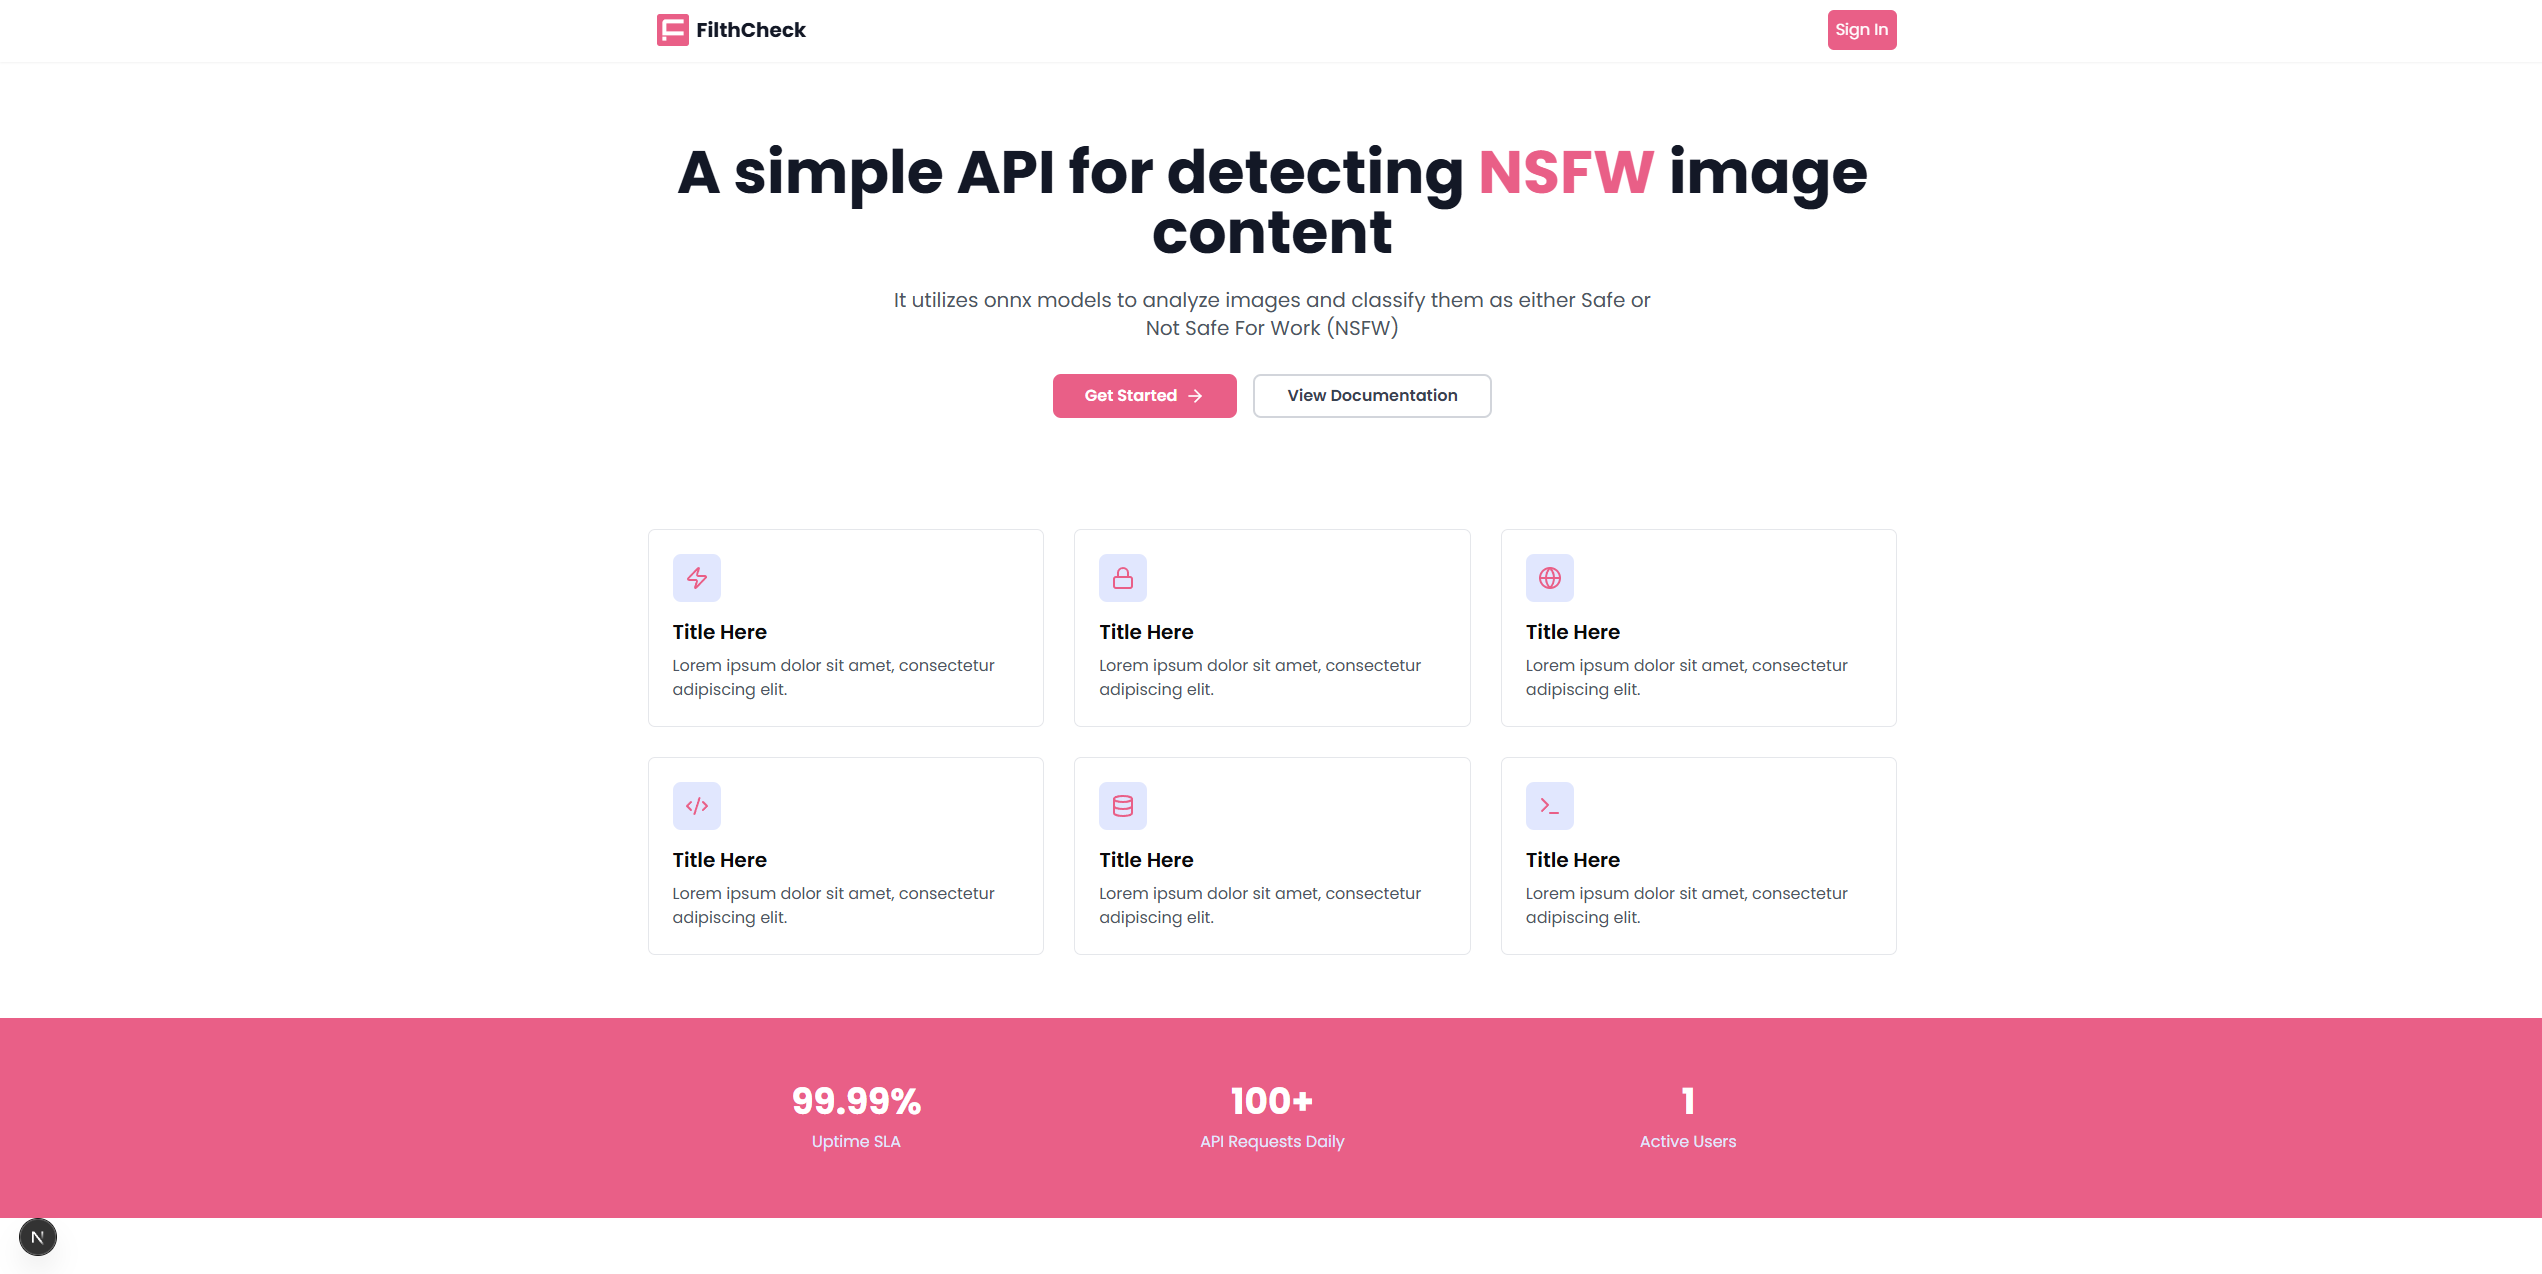 FilthCheck
Sign In
A simple API for detecting NSFW image
content
It utilizes onnx models to analyze images and classify them as either Safe or
Not Safe For Work (NSFW)
Get Started
View Documentation
Title Here
Lorem ipsum dolor sit amet, consectetur
adipiscing elit.
Title Here
Lorem ipsum dolor sit amet, consectetur
adipiscing elit.
Title Here
Lorem ipsum dolor sit amet, consectetur
adipiscing elit.
Title Here
Lorem ipsum dolor sit amet, consectetur
adipiscing elit.
Title Here
Lorem ipsum dolor sit amet, consectetur
adipiscing elit.
Title Here
Lorem ipsum dolor sit amet, consectetur
adipiscing elit.
99.99%
Uptime SLA
100+
API Requests Daily
1
Active Users
N